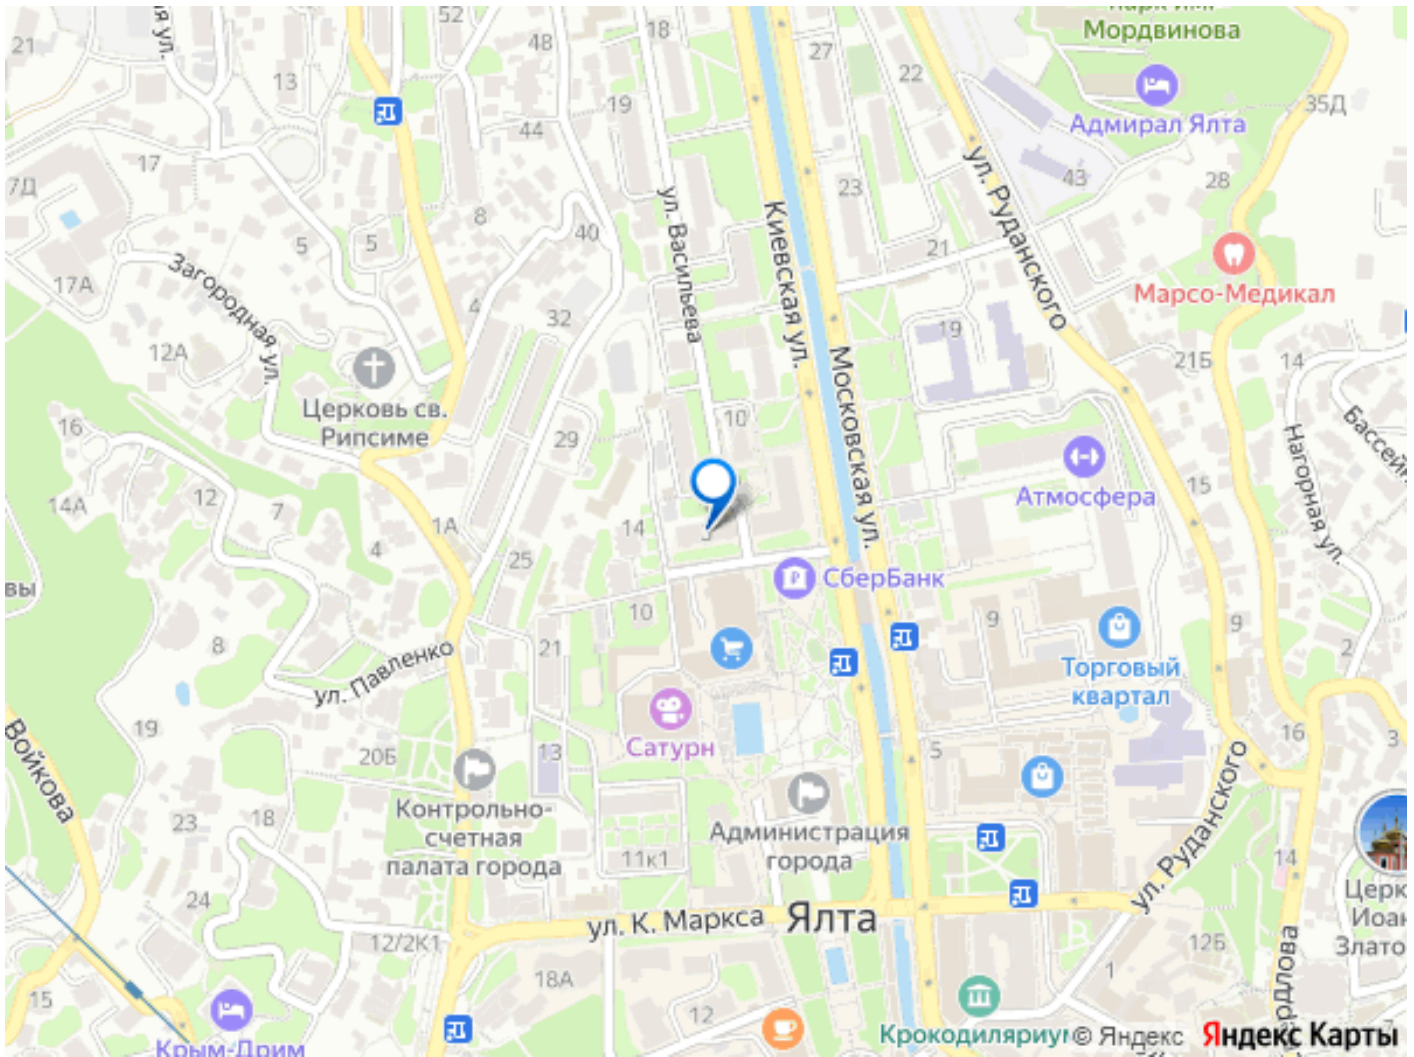 52
парк им.
Мордвинова
21
48
18
27
22
13
19
44
35Д
Адмирал Ялта
17
7Д
ул. Васильева
23
ул. Руданского
43
28
8
5
5
40
Киевская ул.
21
Загородная ул.
17А
4
Марсо-Медикал
32
19
12А
Московская ул.
21Б
14
Церковь св.
Рипсиме
10
16
29
Нагорная ул.
Атмосфера
14А
12
7
1А
14
15
4
25
СберБанк
вы
10
9
9
8
21
2
ул. Павленко
Торговый
квартал
19
Войкова
20Б
13
Сатурн
5
16
3
Контрольно-
счетная
палата города
Администрация
города
23
18
11к1
ул. Руданского
14
24
ул. К. Маркса
Ялта
12/2К1
12Б
18А
1
15
12
Крокодиляриум
Крым-Дрим
© Яндекс
Яндекс Карты